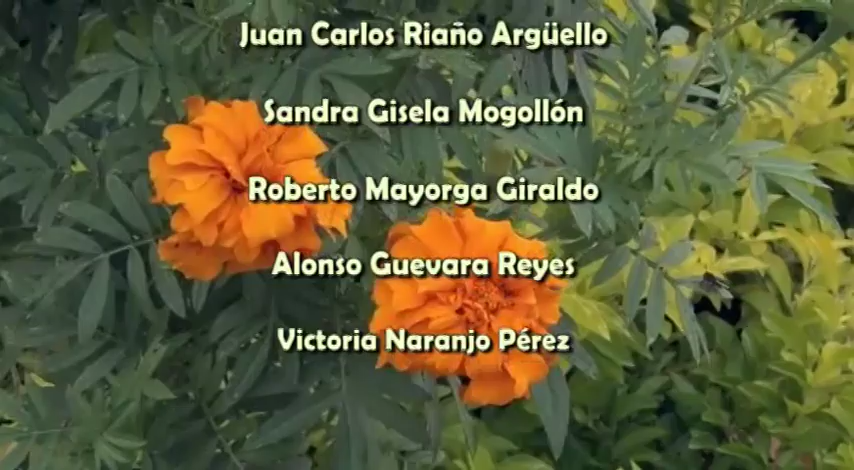 Juan Carlos Riaño Argüello
Sandra Gisela Mogollón
Roberto Mayorga Giraldo
Alonso Guevara Reyes
Victoria Naranjo Pérez